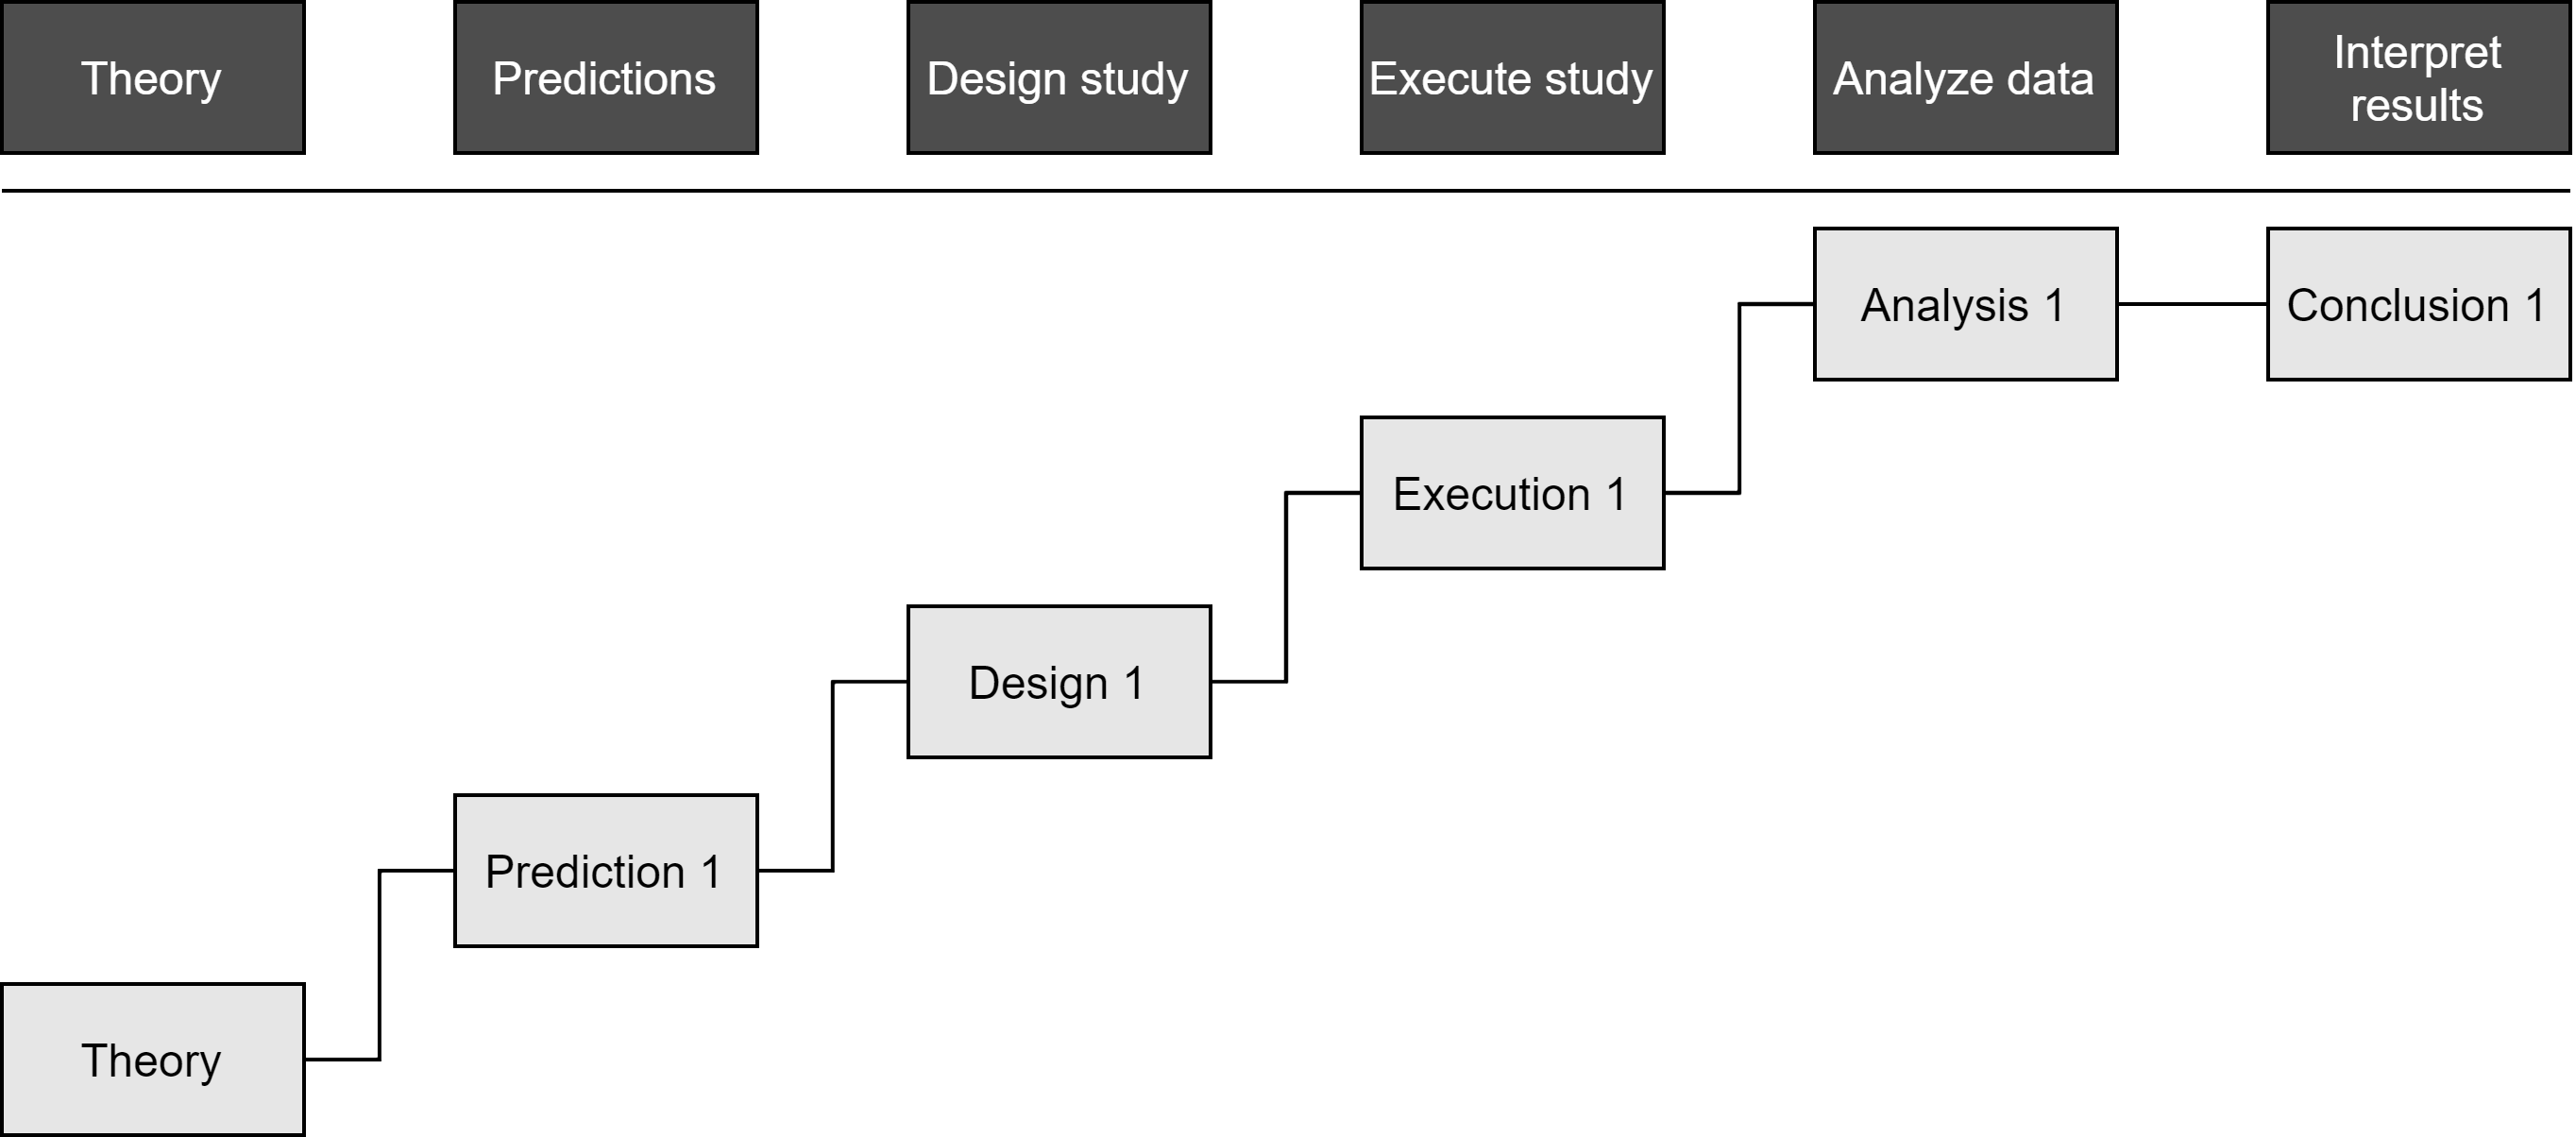 Theory
Predictions
Design study
Execute study
Analyze data
Interpret
results
Analysis 1
Conclusion 1
Execution 1
Design 1
Prediction 1
Theory